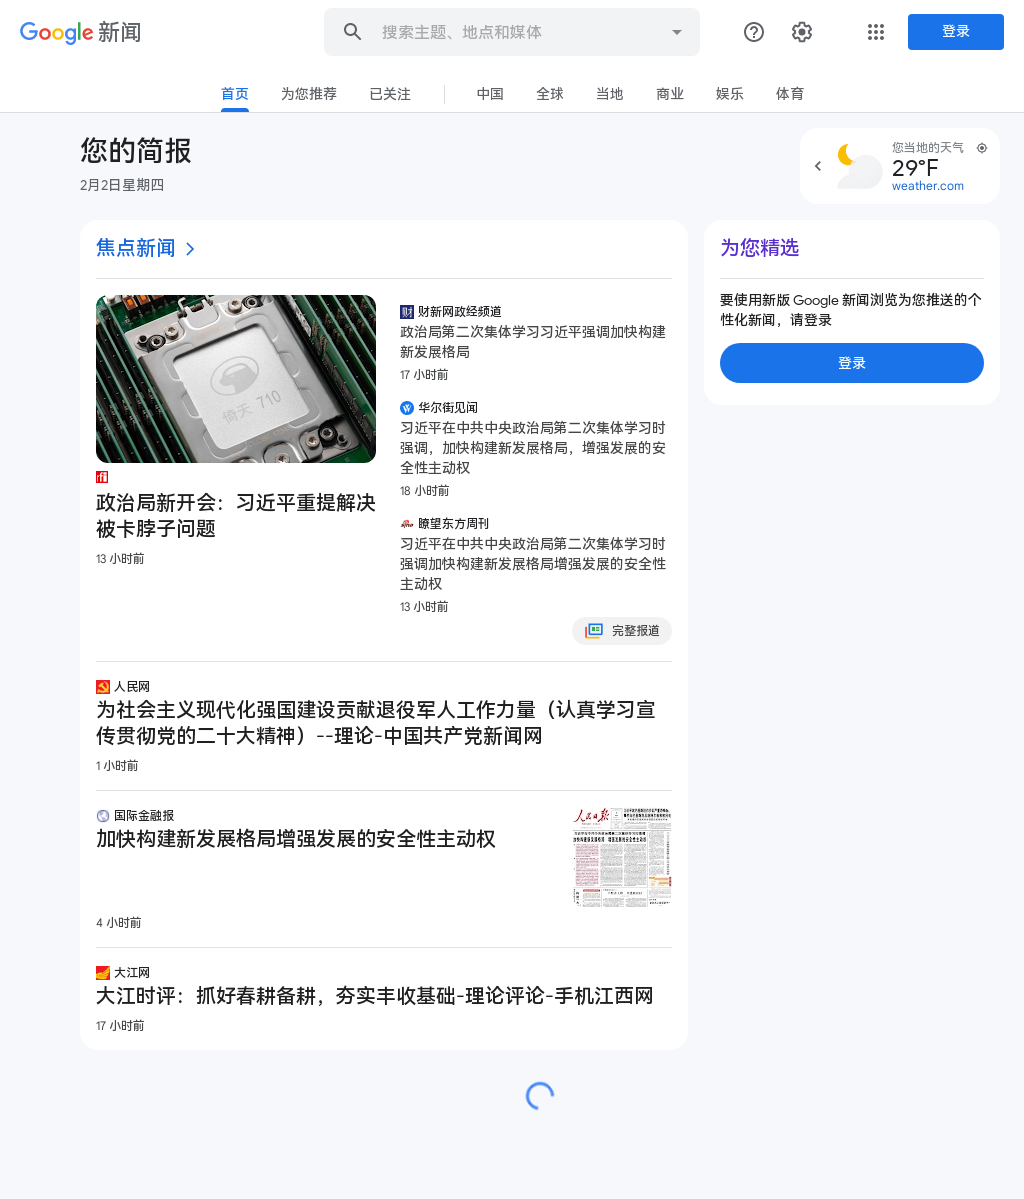 Google 新闻
搜索主题、地点和媒体
登录
首页 为您推荐 已关注 中国 全球 当地 商业 娱乐 体育
您的简报
2月2日星期四
您当地的天气
29°F
weather.com
焦点新闻
倚天 710
政治局新开会：习近平重提解决
被卡脖子问题
13 小时前
财新网政经频道
政治局第二次集体学习习近平强调加快构建
新发展格局
17 小时前
华尔街见闻
习近平在中共中央政治局第二次集体学习时
强调，加快构建新发展格局，增强发展的安
全性主动权
18 小时前
瞭望东方周刊
习近平在中共中央政治局第二次集体学习时
强调加快构建新发展格局增强发展的安全性
主动权
13 小时前
完整报道
人民网
为社会主义现代化强国建设贡献退役军人工作力量（认真学习宣
传贯彻党的二十大精神）--理论-中国共产党新闻网
1 小时前
国际金融报
加快构建新发展格局增强发展的安全性主动权
人民日报
4 小时前
大江网
大江时评：抓好春耕备耕，夯实丰收基础-理论评论-手机江西网
17 小时前
为您精选
要使用新版 Google 新闻浏览为您推送的个
性化新闻，请登录
登录